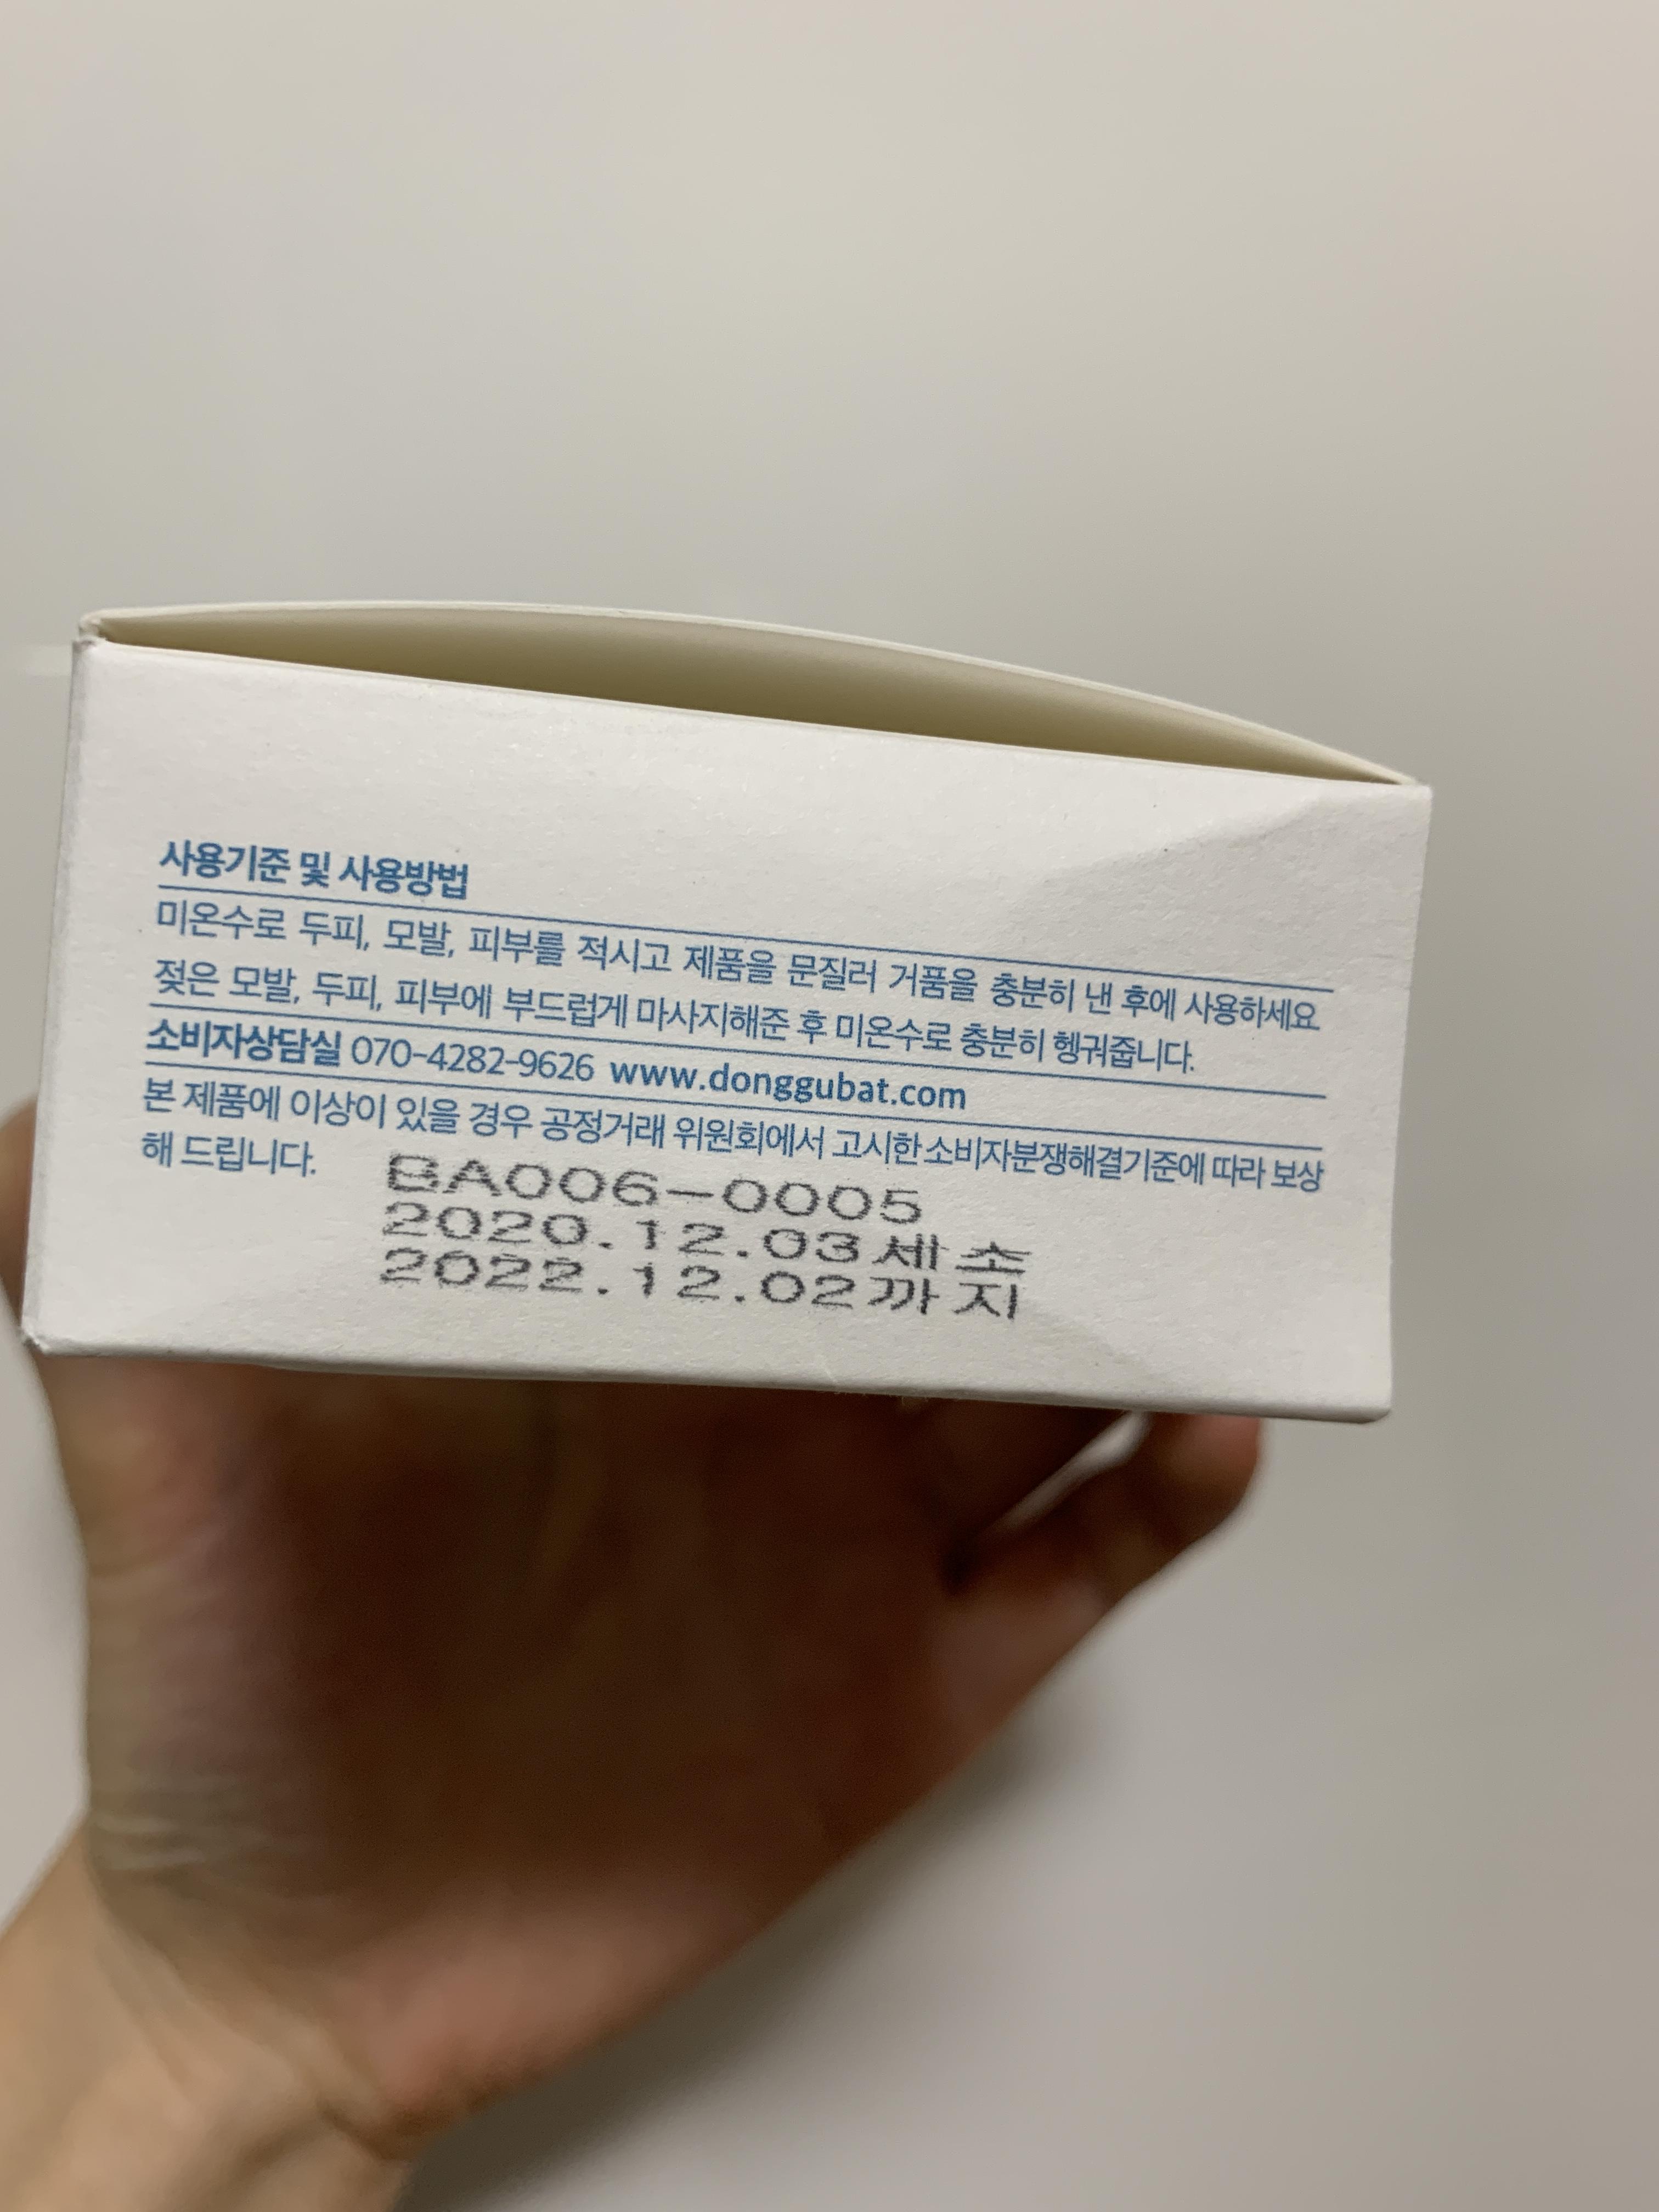 사용기준 및 사용방법
미온수로 두피, 모발, 피부를 적시고 제품을 문질러 거품을 충분히 낸 후에 사용하세요
젖은 모발, 두피, 피부에 부드럽게 마사지해준 후 미온수로 충분히 헹궈줍니다.
소비자상담실 070-4282-9626 www.donggubat.com
본 제품에 이상이 있을 경우 공정거래 위원회에서 고시한 소비자분쟁해결기준에 따라 보상
해 드립니다.
BA006-0005
2020.12.03제조
2022.12.02까지